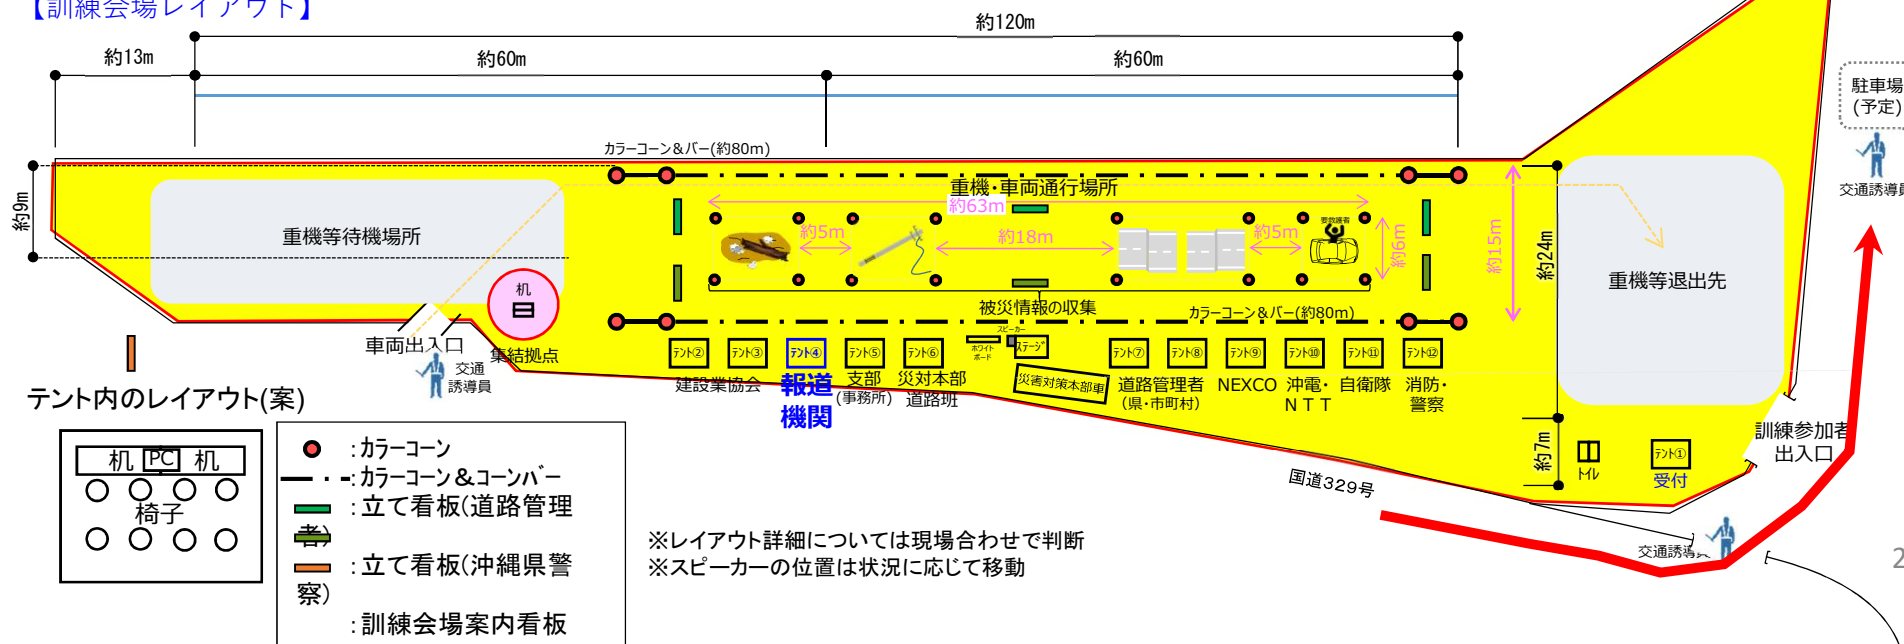 【訓練会場レイアウト】
約120m
約13m
約60m
約60m
駐車場
(予定)
交通誘導員
カラーコーン&バー(約80m)
重機・車両通行場所
約63m
約9m
重機等待機場所
約5m
約18m
約5m
要救護者
約6m
約15m
約24m
重機等退出先
机
集結拠点
被災情報の収集
カラーコーン&バー(約80m)
車両出入口
交通
誘導員
スピーカー
ホワイト
ボード
ステージ
テント②
テント③
テント④
テント⑤
テント⑥
テント⑦
テント⑧
テント⑨
テント⑩
テント⑪
テント⑫
建設業協会
報道
機関
支部
(事務所)
災対本部
道路班
災害対策本部車
道路管理者
(県・市町村)
NEXCO
沖電・
NTT
自衛隊
消防・
警察
約7m
トイレ
テント①
受付
訓練参加者
出入口
国道329号
交通誘導員
テント内のレイアウト(案)
机 PC 机
椅子
:カラーコーン
:カラーコーン&コーンバー
:立て看板(道路管理
者)
:立て看板(沖縄県警
察)
:訓練会場案内看板
※レイアウト詳細については現場合わせで判断
※スピーカーの位置は状況に応じて移動
2